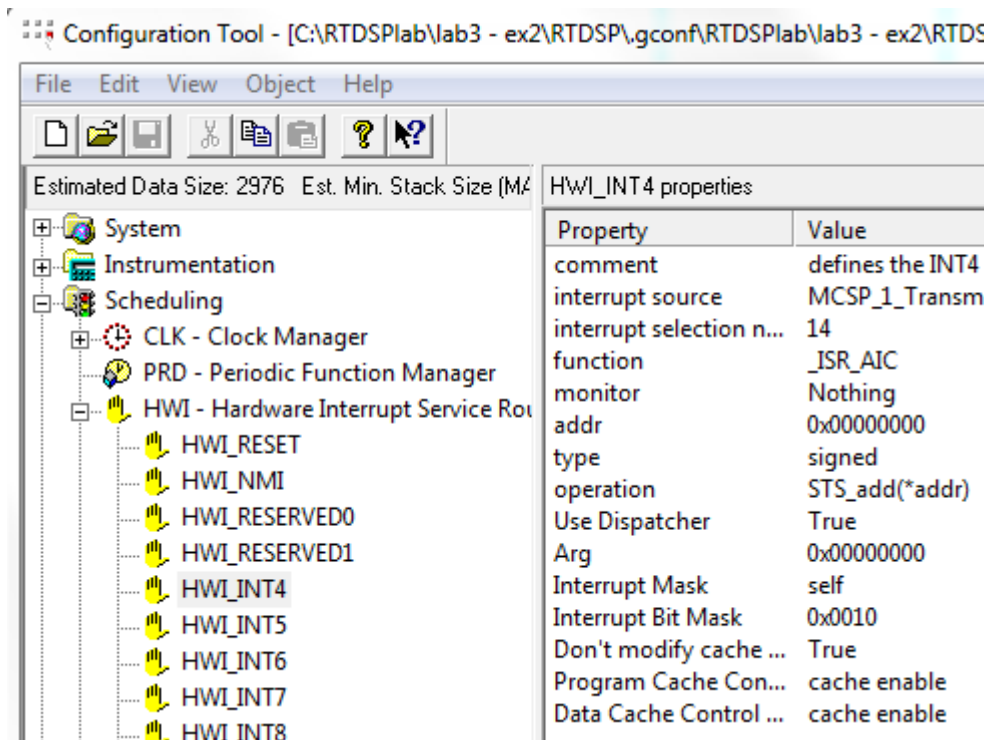 Configuration Tool - [C:\RTDSPlab\lab3 - ex2\RTDSP\.gconf\RTDSPlab\lab3 - ex2\RTDS
File Edit View Object Help
Estimated Data Size: 2976 Est. Min. Stack Size (MA
System
Instrumentation
Scheduling
CLK - Clock Manager
PRD - Periodic Function Manager
HWI - Hardware Interrupt Service Rou
HWI_RESET
HWI_NMI
HWI_RESERVED0
HWI_RESERVED1
HWI_INT4
HWI_INT5
HWI_INT6
HWI_INT7
HWI_INT8
HWI_INT4 properties
Property Value
comment defines the INT4
interrupt source MCSP_1_Transm
interrupt selection n... 14
function _ISR_AIC
monitor Nothing
addr 0x00000000
type signed
operation STS_add(*addr)
Use Dispatcher True
Arg 0x00000000
Interrupt Mask self
Interrupt Bit Mask 0x0010
Don't modify cache ... True
Program Cache Con... cache enable
Data Cache Control ... cache enable